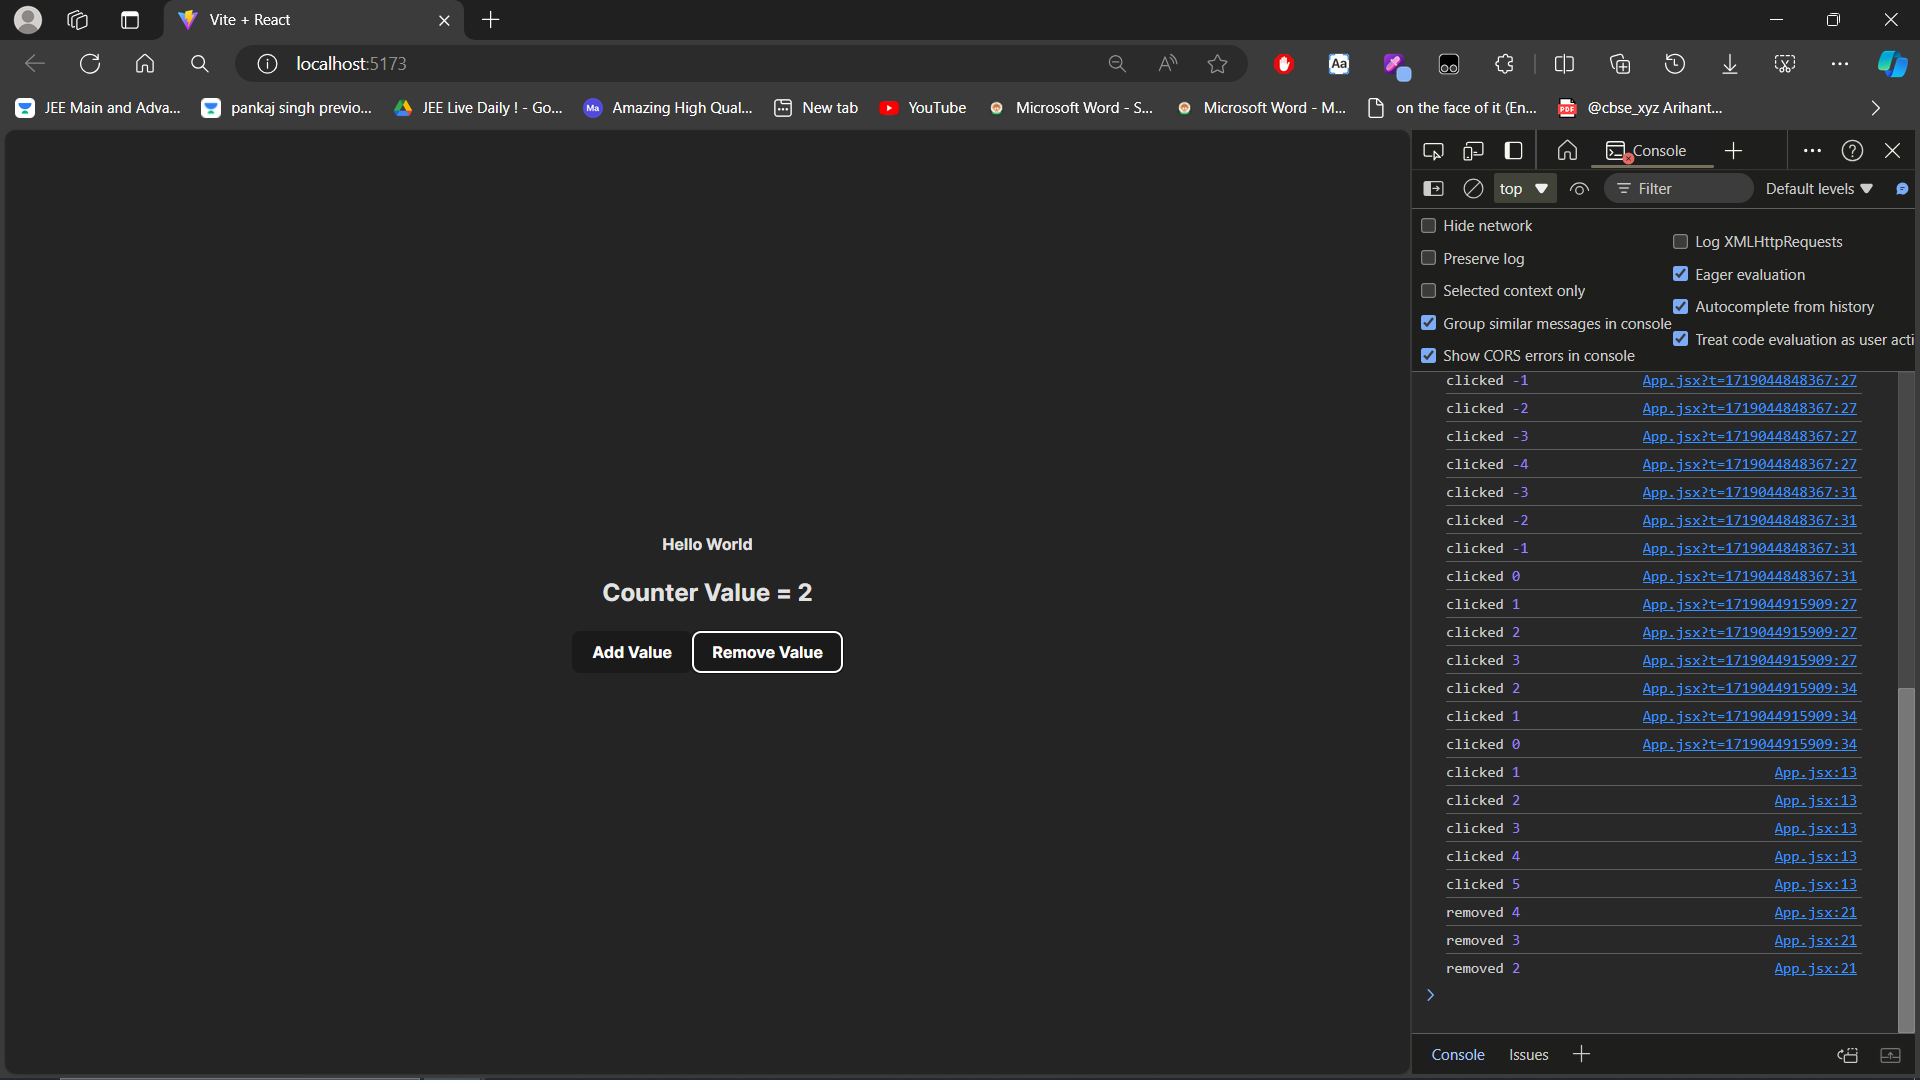 Vite + React
localhost:5173
Aa
JEE Main and Adva...
pankaj singh previo...
JEE Live Daily ! - Go...
Ma
Amazing High Qual...
New tab
YouTube
Microsoft Word - S...
Microsoft Word - M...
on the face of it (En...
PDF
@cbse_xyz Arihant...
Console
top
Filter
Default levels
Hide network
Log XMLHttpRequests
Preserve log
Eager evaluation
Selected context only
Autocomplete from history
Group similar messages in console
Treat code evaluation as user acti
Show CORS errors in console
clicked -1 App.jsx?t=1719044848367:27
clicked -2 App.jsx?t=1719044848367:27
clicked -3 App.jsx?t=1719044848367:27
clicked -4 App.jsx?t=1719044848367:27
clicked -3 App.jsx?t=1719044848367:31
clicked -2 App.jsx?t=1719044848367:31
clicked -1 App.jsx?t=1719044848367:31
clicked 0 App.jsx?t=1719044848367:31
clicked 1 App.jsx?t=1719044915909:27
clicked 2 App.jsx?t=1719044915909:27
clicked 3 App.jsx?t=1719044915909:27
clicked 2 App.jsx?t=1719044915909:34
clicked 1 App.jsx?t=1719044915909:34
clicked 0 App.jsx?t=1719044915909:34
clicked 1 App.jsx:13
clicked 2 App.jsx:13
clicked 3 App.jsx:13
clicked 4 App.jsx:13
clicked 5 App.jsx:13
removed 4 App.jsx:21
removed 3 App.jsx:21
removed 2 App.jsx:21
Console
Issues
Hello World
Counter Value = 2
Add Value
Remove Value